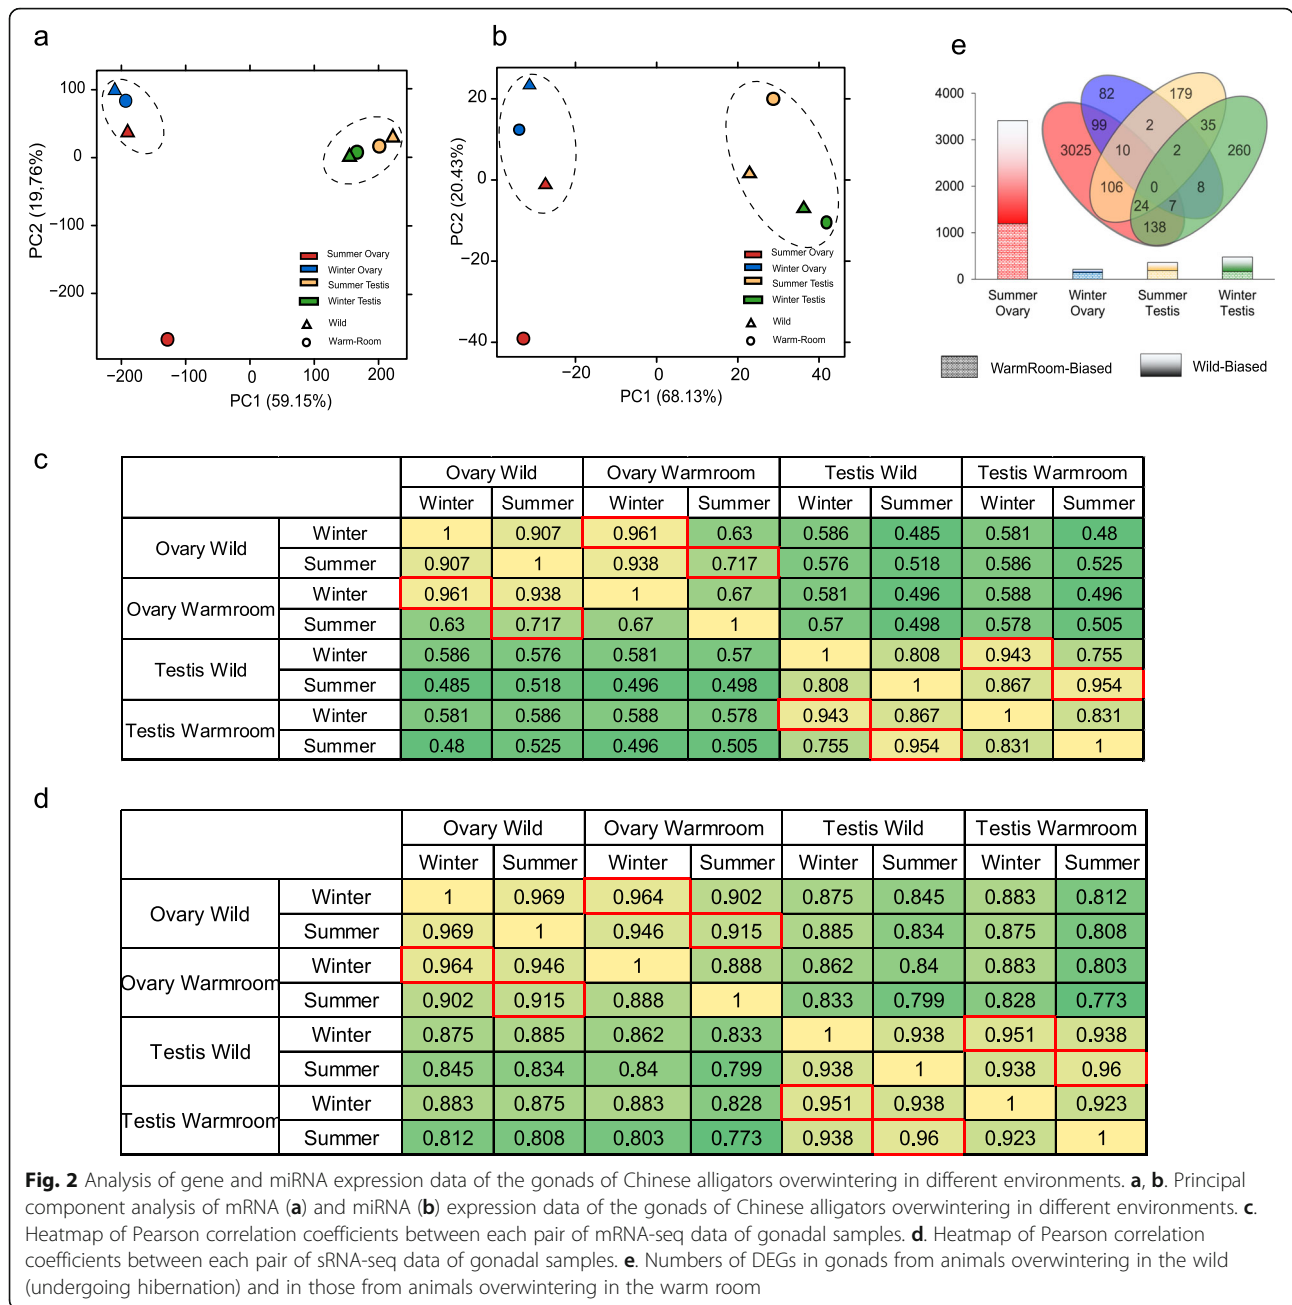 a
100
0
−100
−200
PC2 (19,76%)
−200 −100 0 100 200
PC1 (59.15%)
Summer Ovary
Winter Ovary
Summer Testis
Winter Testis
Wild
Warm-Room
b
20
0
−20
−40
PC2 (20.43%)
−20 0 20 40
PC1 (68.13%)
Summer Ovary
Winter Ovary
Summer Testis
Winter Testis
Wild
Warm-Room
e
4000
3000
2000
1000
0
82 179
99 2 35
3025 10 2 260
106 0 8
24 7
138
Summer Winter Summer Winter
Ovary Ovary Testis Testis
WarmRoom-Biased Wild-Biased
c
Ovary Wild Ovary Warmroom Testis Wild Testis Warmroom
Winter Summer Winter Summer Winter Summer Winter Summer
Ovary Wild Winter 1 0.907 0.961 0.63 0.586 0.485 0.581 0.48
Summer 0.907 1 0.938 0.717 0.576 0.518 0.586 0.525
Ovary Warmroom Winter 0.961 0.938 1 0.67 0.581 0.496 0.588 0.496
Summer 0.63 0.717 0.67 1 0.57 0.498 0.578 0.505
Testis Wild Winter 0.586 0.576 0.581 0.57 1 0.808 0.943 0.755
Summer 0.485 0.518 0.496 0.498 0.808 1 0.867 0.954
Testis Warmroom Winter 0.581 0.586 0.588 0.578 0.943 0.867 1 0.831
Summer 0.48 0.525 0.496 0.505 0.755 0.954 0.831 1
d
Ovary Wild Ovary Warmroom Testis Wild Testis Warmroom
Winter Summer Winter Summer Winter Summer Winter Summer
Ovary Wild Winter 1 0.969 0.964 0.902 0.875 0.845 0.883 0.812
Summer 0.969 1 0.946 0.915 0.885 0.834 0.875 0.808
Ovary Warmroom Winter 0.964 0.946 1 0.888 0.862 0.84 0.883 0.803
Summer 0.902 0.915 0.888 1 0.833 0.799 0.828 0.773
Testis Wild Winter 0.875 0.885 0.862 0.833 1 0.938 0.951 0.938
Summer 0.845 0.834 0.84 0.799 0.938 1 0.938 0.96
Testis Warmroom Winter 0.883 0.875 0.883 0.828 0.951 0.938 1 0.923
Summer 0.812 0.808 0.803 0.773 0.938 0.96 0.923 1
Fig. 2 Analysis of gene and miRNA expression data of the gonads of Chinese alligators overwintering in different environments. a, b. Principal
component analysis of mRNA (a) and miRNA (b) expression data of the gonads of Chinese alligators overwintering in different environments. c.
Heatmap of Pearson correlation coefficients between each pair of mRNA-seq data of gonadal samples. d. Heatmap of Pearson correlation
coefficients between each pair of sRNA-seq data of gonadal samples. e. Numbers of DEGs in gonads from animals overwintering in the wild
(undergoing hibernation) and in those from animals overwintering in the warm room